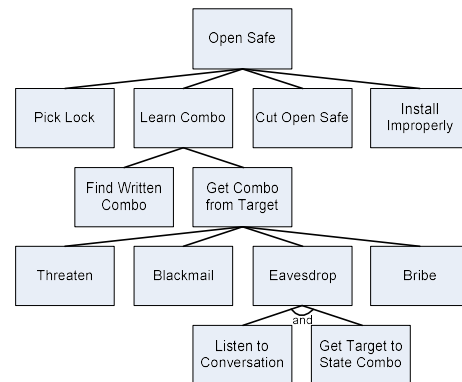 Open Safe
Pick Lock
Learn Combo
Cut Open Safe
Install
Improperly
Find Written
Combo
Get Combo
from Target
Threaten
Blackmail
Eavesdrop
Bribe
and
Listen to
Conversation
Get Target to
State Combo